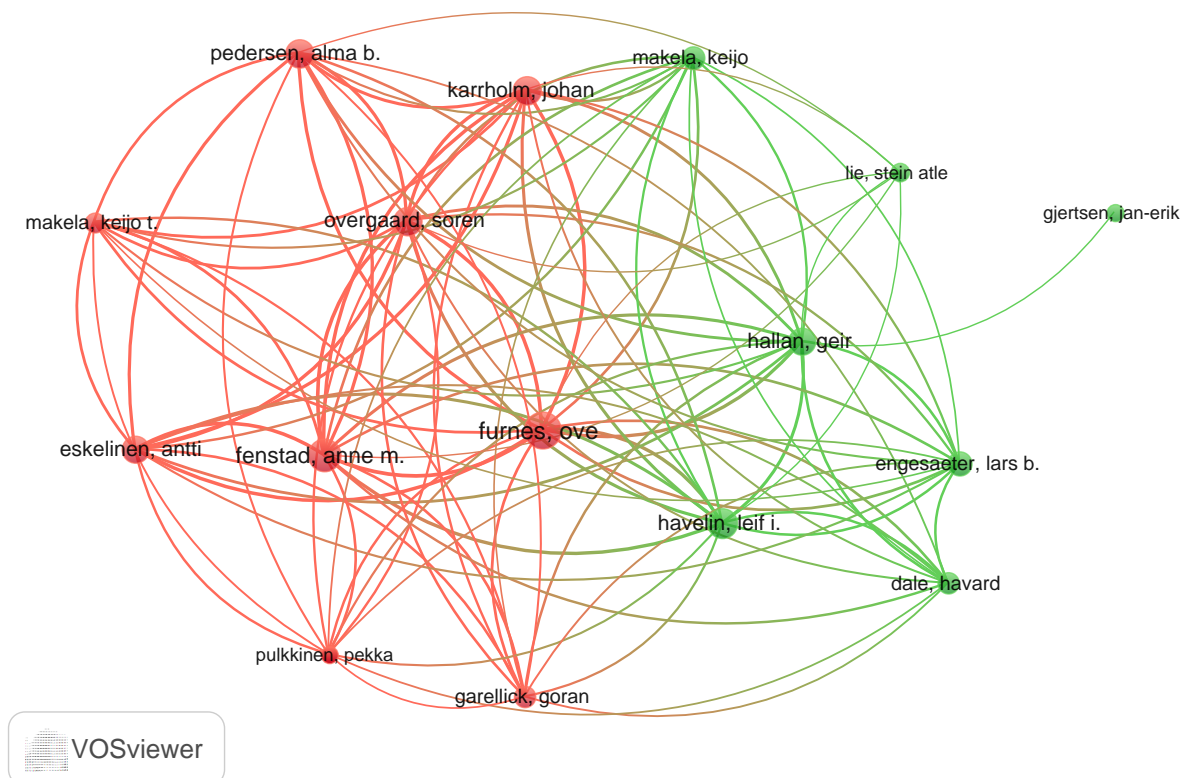 pedersen, alma b.
makela, keijo
karrholm, johan
lie, stein atle
gjertsen, jan-erik
makela, keijo t.
overgaard, soren
hallan, geir
furnes, ove
eskelinen, antti
fenstad, anne m.
engesaeter, lars b.
havelin, leif i.
dale, havard
pulkkinen, pekka
garellick, goran
VOSviewer